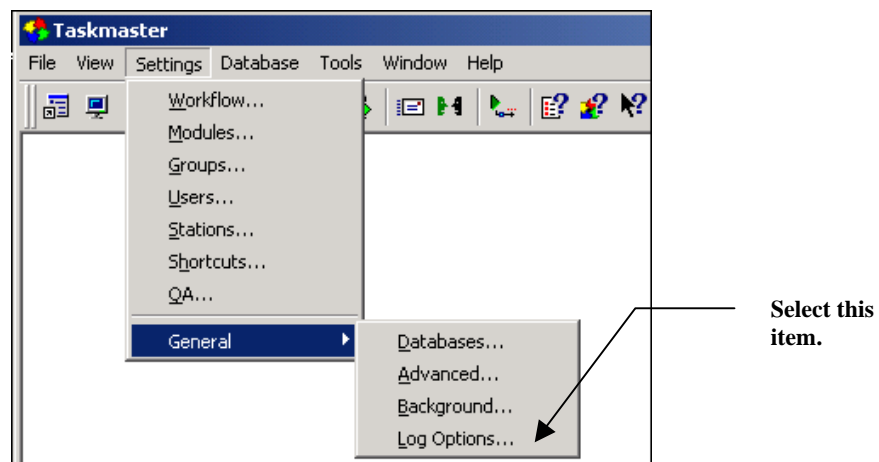 Taskmaster
File View Settings Database Tools Window Help
Workflow...
Modules...
Groups...
Users...
Stations...
Shortcuts...
QA...
General
Databases...
Advanced...
Background...
Log Options...
Select this
item.